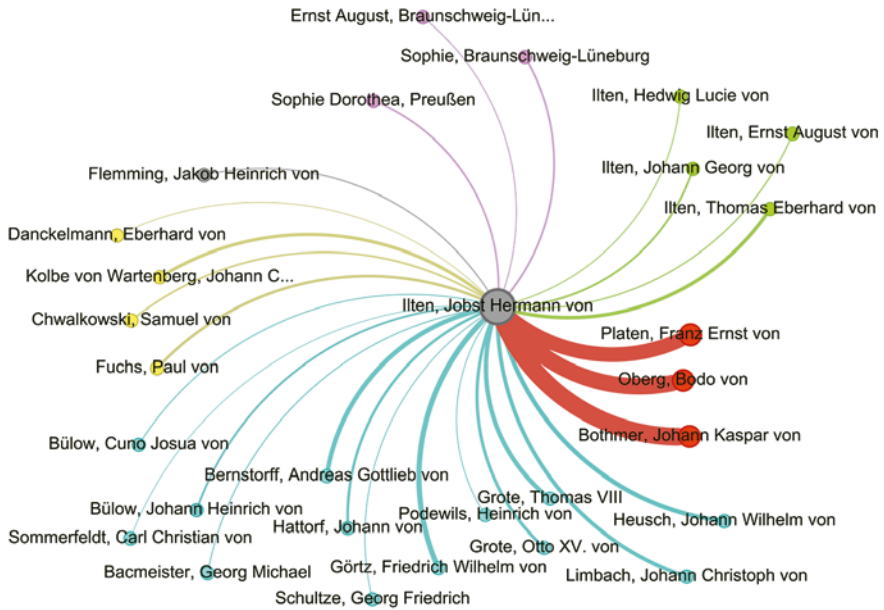 Ernst August, Braunschweig-Lün...
Sophie, Braunschweig-Lüneburg
Sophie Dorothea, Preußen
Ilten, Hedwig Lucie von
Ilten, Ernst August von
Ilten, Johann Georg von
Flemming, Jakob Heinrich von
Ilten, Thomas Eberhard von
Danckelmann, Eberhard von
Kolbe von Wartenberg, Johann C...
Ilten, Jobst Hermann von
Chwalkowski, Samuel von
Platen, Franz Ernst von
Fuchs, Paul von
Oberg, Bodo von
Bothmer, Johann Kaspar von
Bülow, Cuno Josua von
Bernstorff, Andreas Gottlieb von
Grote, Thomas VIII
Bülow, Johann Heinrich von
Podewils, Heinrich von
Heusch, Johann Wilhelm von
Hattorf, Johann von
Sommerfeldt, Carl Christian von
Grote, Otto XV. von
Bacmeister, Georg Michael
Görtz, Friedrich Wilhelm von
Limbach, Johann Christoph von
Schultze, Georg Friedrich